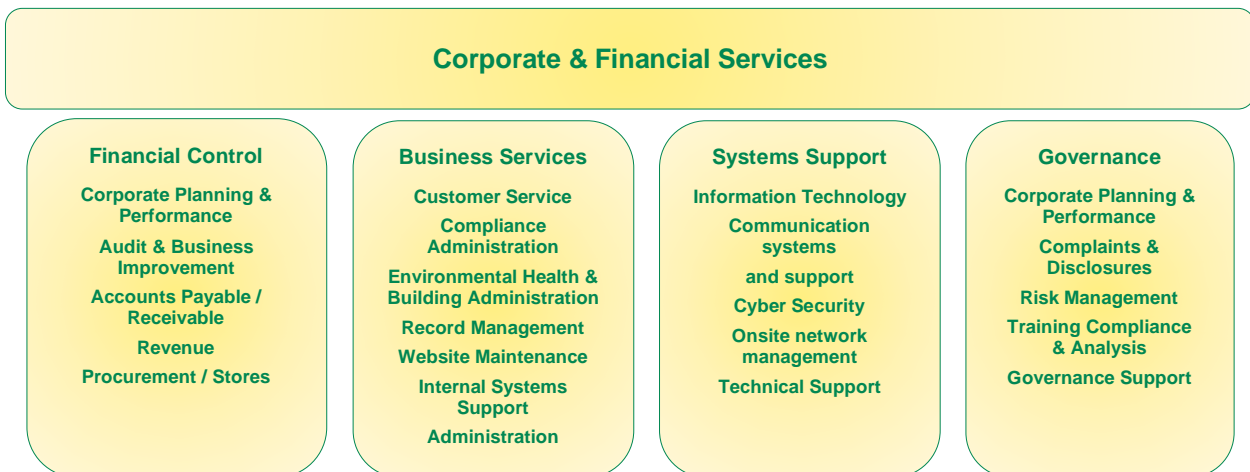 Corporate & Financial Services
Financial Control
Corporate Planning &
Performance
Audit & Business
Improvement
Accounts Payable /
Receivable
Revenue
Procurement / Stores
Business Services
Customer Service
Compliance
Administration
Environmental Health &
Building Administration
Record Management
Website Maintenance
Internal Systems
Support
Administration
Systems Support
Information Technology
Communication
systems
and support
Cyber Security
Onsite network
management
Technical Support
Governance
Corporate Planning &
Performance
Complaints &
Disclosures
Risk Management
Training Compliance
& Analysis
Governance Support